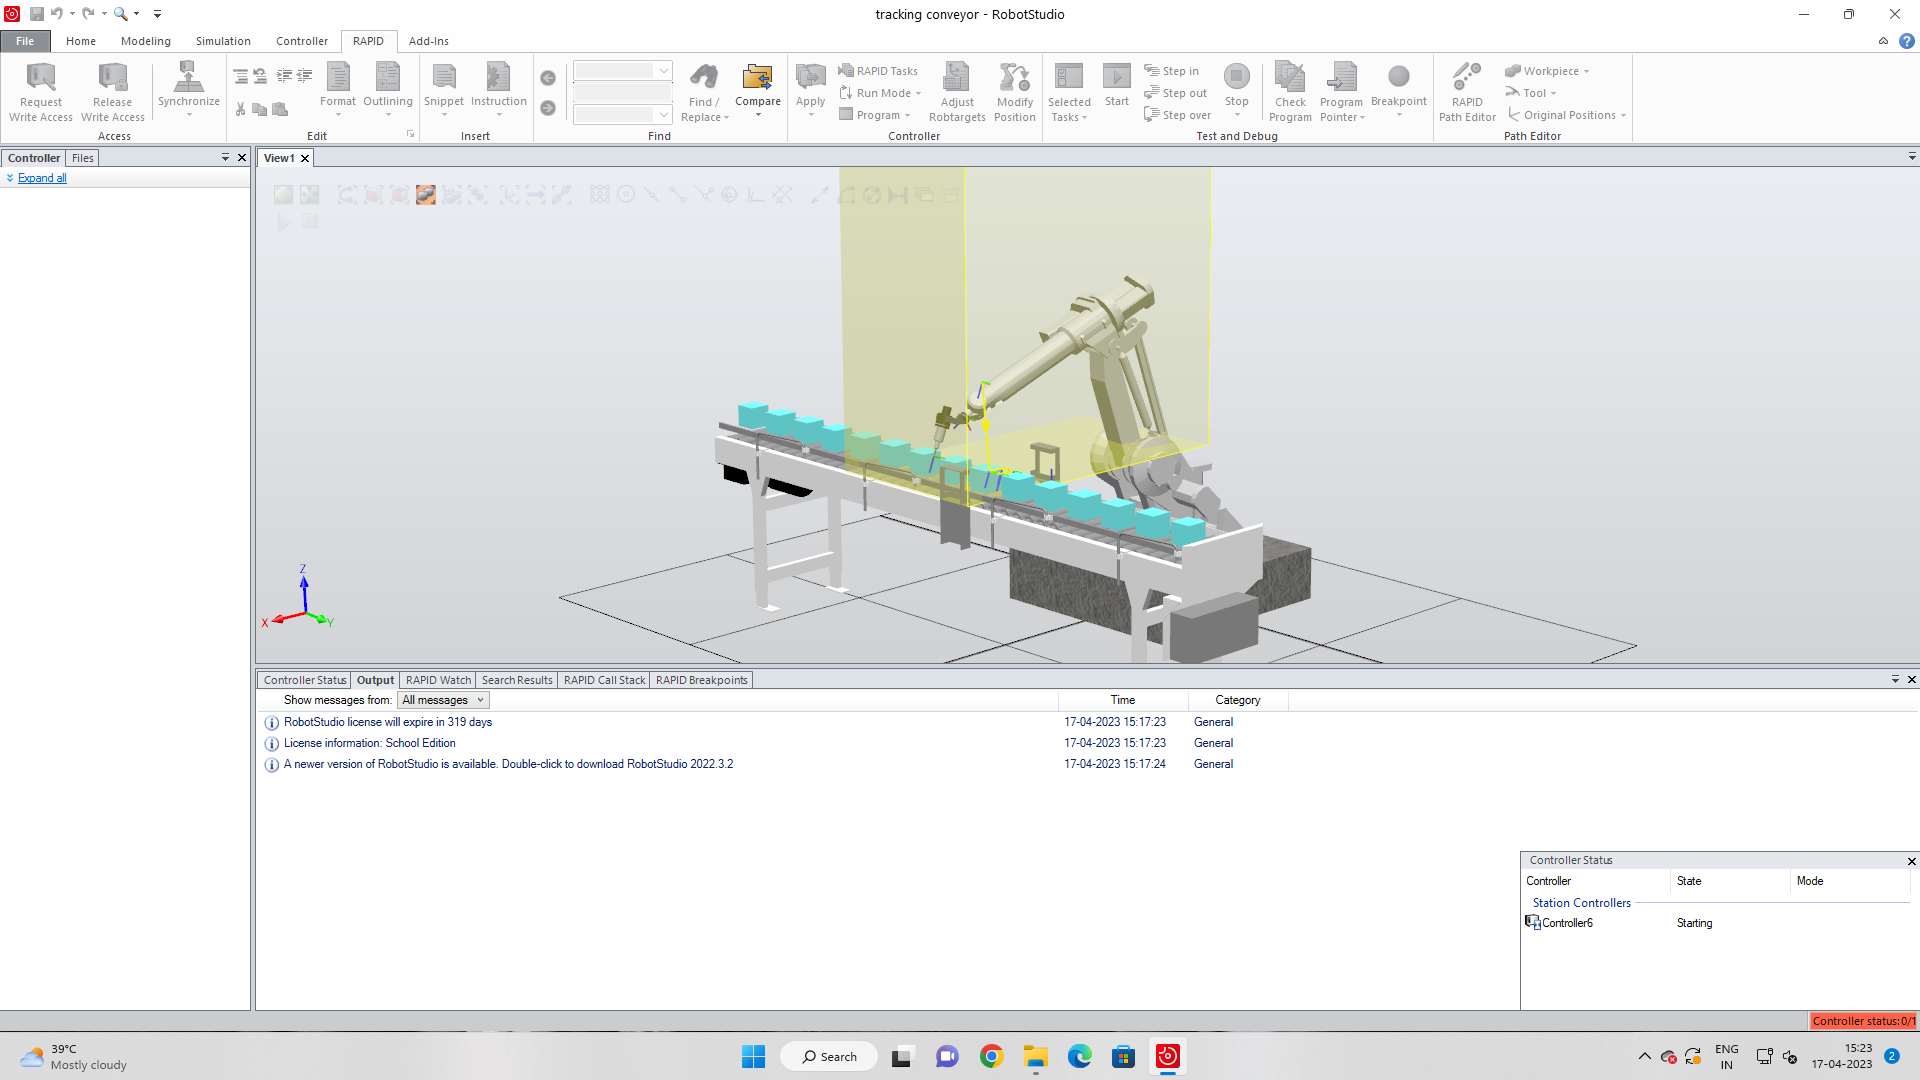 tracking conveyor - RobotStudio
File Home Modeling Simulation Controller RAPID Add-Ins
Request Write Access
Release Write Access
Synchronize
Access
Format
Outlining
Edit
Snippet
Instruction
Insert
Find / Replace
Compare
Find
Apply
RAPID Tasks
Run Mode
Program
Adjust Robtargets
Modify Position
Controller
Selected Tasks
Start
Step in
Step out
Step over
Stop
Check Program
Program Pointer
Breakpoint
Test and Debug
RAPID Path Editor
Workpiece
Tool
Original Positions
Path Editor
Controller Files
Expand all
View1
Z
X
Y
Controller Status Output RAPID Watch Search Results RAPID Call Stack RAPID Breakpoints
Show messages from: All messages Time Category
RobotStudio license will expire in 319 days 17-04-2023 15:17:23 General
License information: School Edition 17-04-2023 15:17:23 General
A newer version of RobotStudio is available. Double-click to download RobotStudio 2022.3.2 17-04-2023 15:17:24 General
Controller Status
Controller State Mode
Station Controllers
Controller6 Starting
Controller status: 0/1
39°C
Mostly cloudy
Search
ENG
IN
15:23
17-04-2023
2